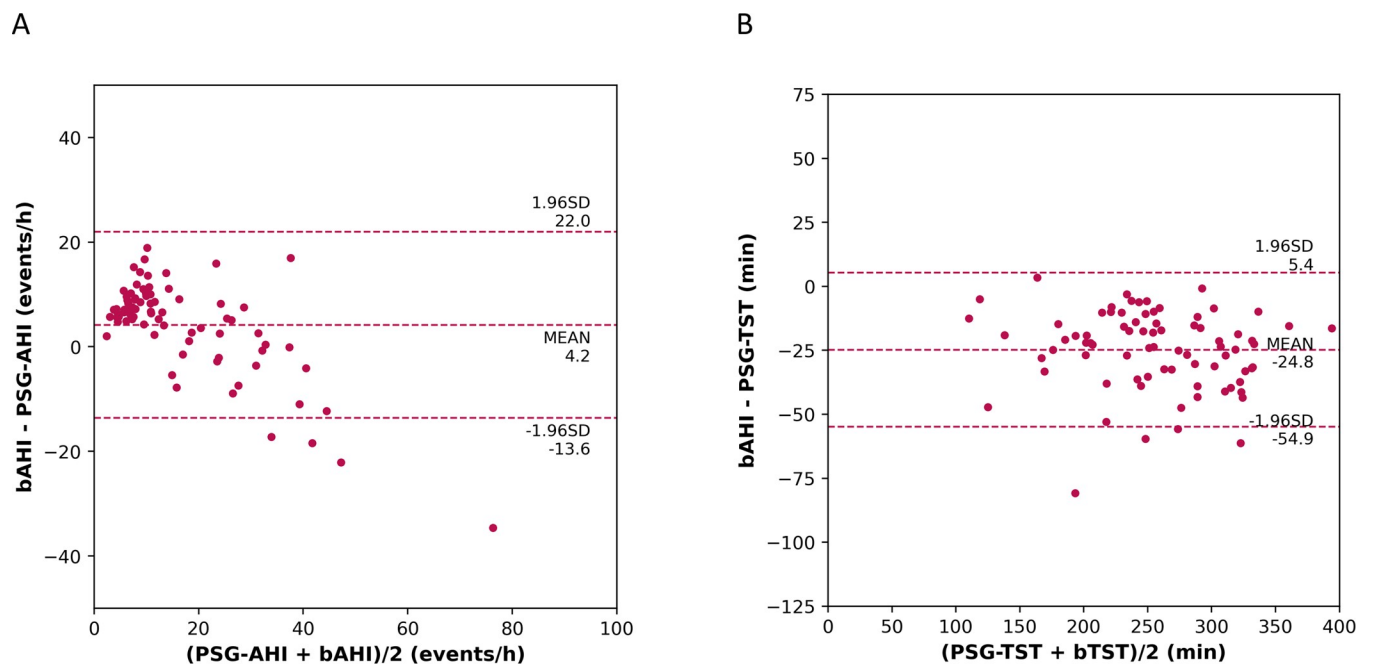 A
B
bAHI - PSG-AHI (events/h)
40
20
0
−20
−40
1.96SD
22.0
MEAN
4.2
-1.96SD
-13.6
0
20
40
60
80
100
(PSG-AHI + bAHI)/2 (events/h)
bAHI - PSG-TST (min)
75
50
25
0
−25
−50
−75
−100
−125
1.96SD
5.4
MEAN
-24.8
-1.96SD
-54.9
0
50
100
150
200
250
300
350
400
(PSG-TST + bTST)/2 (min)